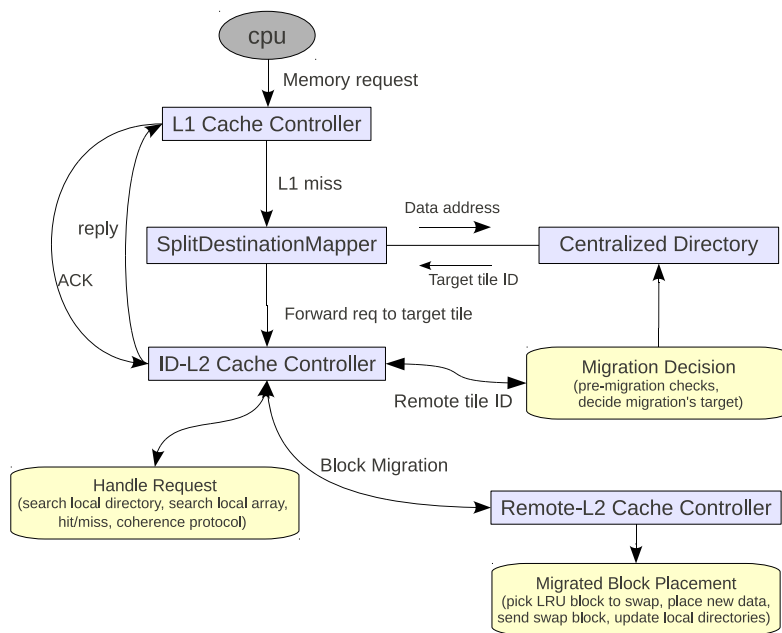 cpu
Memory request
L1 Cache Controller
L1 miss
reply
ACK
Data address
SplitDestinationMapper
Centralized Directory
Target tile ID
Forward req to target tile
ID-L2 Cache Controller
Remote tile ID
Migration Decision
(pre-migration checks,
decide migration's target)
Block Migration
Handle Request
(search local directory, search local array,
hit/miss, coherence protocol)
Remote-L2 Cache Controller
Migrated Block Placement
(pick LRU block to swap, place new data,
send swap block, update local directories)